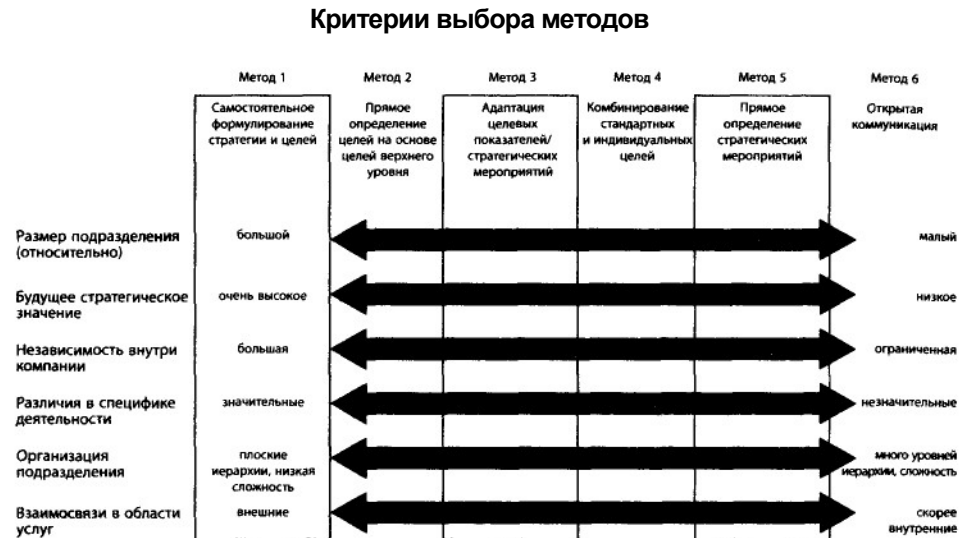 Критерии выбора методов
Метод 1
Метод 2
Метод 3
Метод 4
Метод 5
Метод 6
Самостоятельное
формулирование
стратегии и целей
Прямое
определение
целей на основе
целей верхнего
уровня
Адаптация
целевых
показателей/
стратегических
мероприятий
Комбинирование
стандартных
и индивидуальных
целей
Прямое
определение
стратегических
мероприятий
Открытая
коммуникация
Размер подразделения
(относительно)
большой
малый
Будущее стратегическое
значение
очень высокое
низкое
Независимость внутри
компании
большая
ограниченная
Различия в специфике
деятельности
значительные
незначительные
Организация
подразделения
плоские
иерархии, низкая
сложность
много уровней
иерархии, сложность
Взаимосвязи в области
услуг
внешние
скорее
внутренние